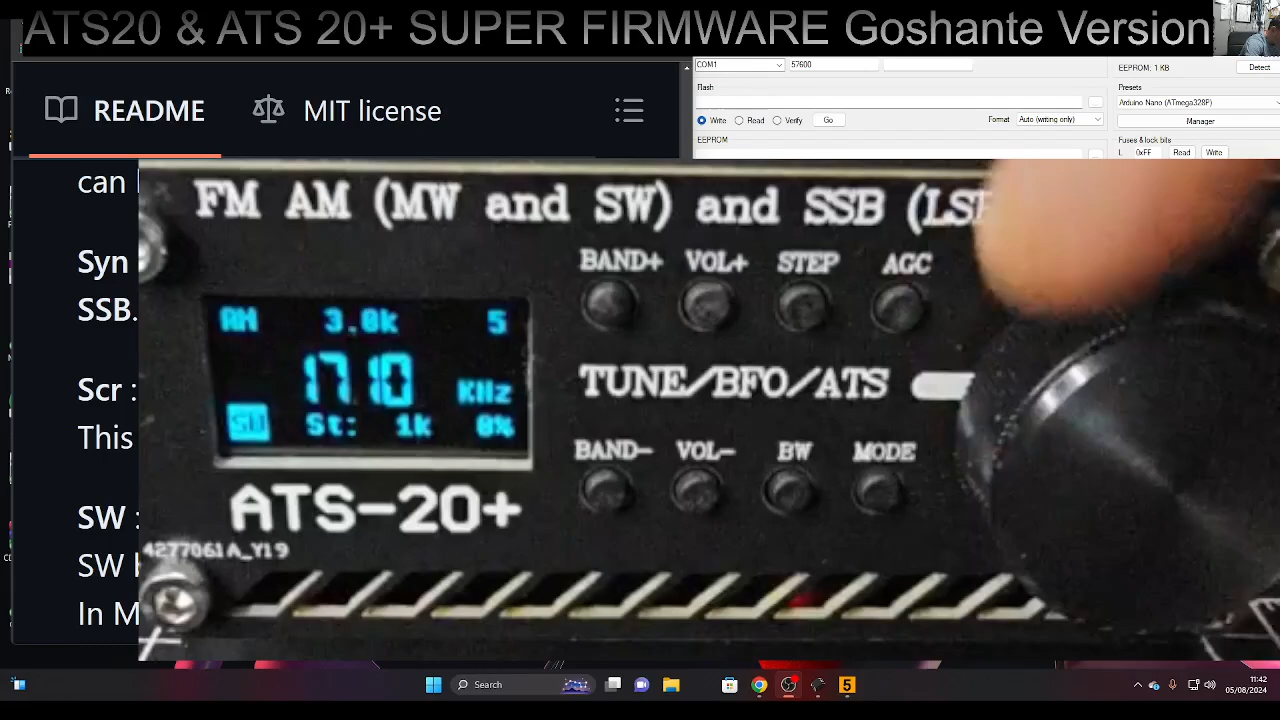 ATS20 & ATS 20+ SUPER FIRMWARE Goshante Version
COM1
57600
EEPROM: 1 KB
Detect
Flash
...
Presets
Arduino Nano (ATmega328P)
Write
Read
Verify
Go
Format
Auto (writing only)
Manager
EEPROM
Fuses & lock bits
L
0xFF
Read
Write
README
MIT license
can
Syn
SSB.
Scr :
This
SW :
SW
In M
FM AM (MW and SW) and SSB (LSB
BAND+ VOL+ STEP AGC
AM 3.0k 5
1710 KHz
SW St: 1k 0%
TUNE/BFO/ATS
BAND- VOL- BW MODE
ATS-20+
4277061A_Y19
Search
5
11:42
05/08/2024